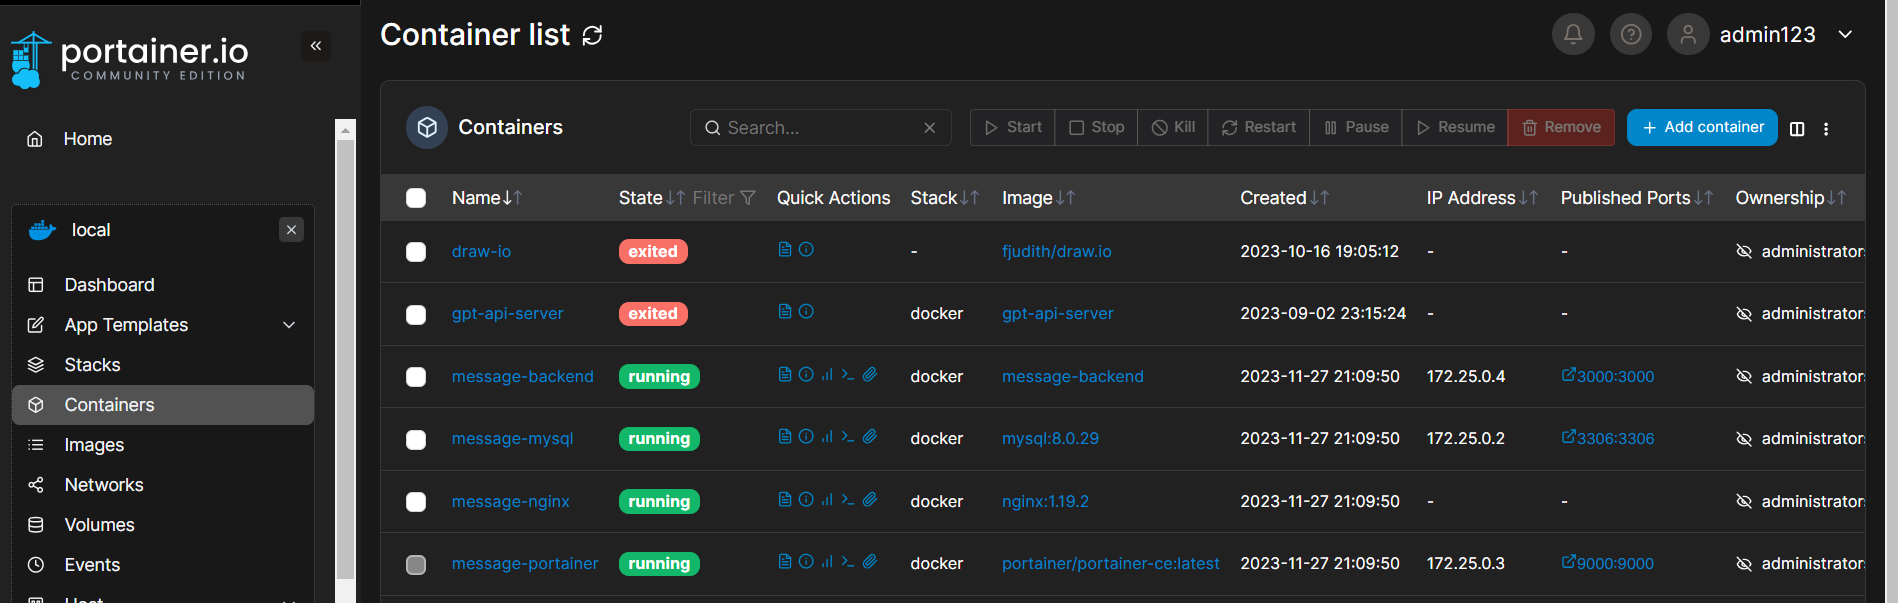 portainer.io
COMMUNITY EDITION
Home
local
Dashboard
App Templates
Stacks
Containers
Images
Networks
Volumes
Events
Container list
admin123
Containers
Search...
Start Stop Kill Restart Pause Resume Remove
Add container
Name State Filter Quick Actions Stack Image Created IP Address Published Ports Ownership
draw-io exited - fjudith/draw.io 2023-10-16 19:05:12 - - administrators
gpt-api-server exited docker gpt-api-server 2023-09-02 23:15:24 - - administrators
message-backend running docker message-backend 2023-11-27 21:09:50 172.25.0.4 3000:3000 administrators
message-mysql running docker mysql:8.0.29 2023-11-27 21:09:50 172.25.0.2 3306:3306 administrators
message-nginx running docker nginx:1.19.2 2023-11-27 21:09:50 - - administrators
message-portainer running docker portainer/portainer-ce:latest 2023-11-27 21:09:50 172.25.0.3 9000:9000 administrators